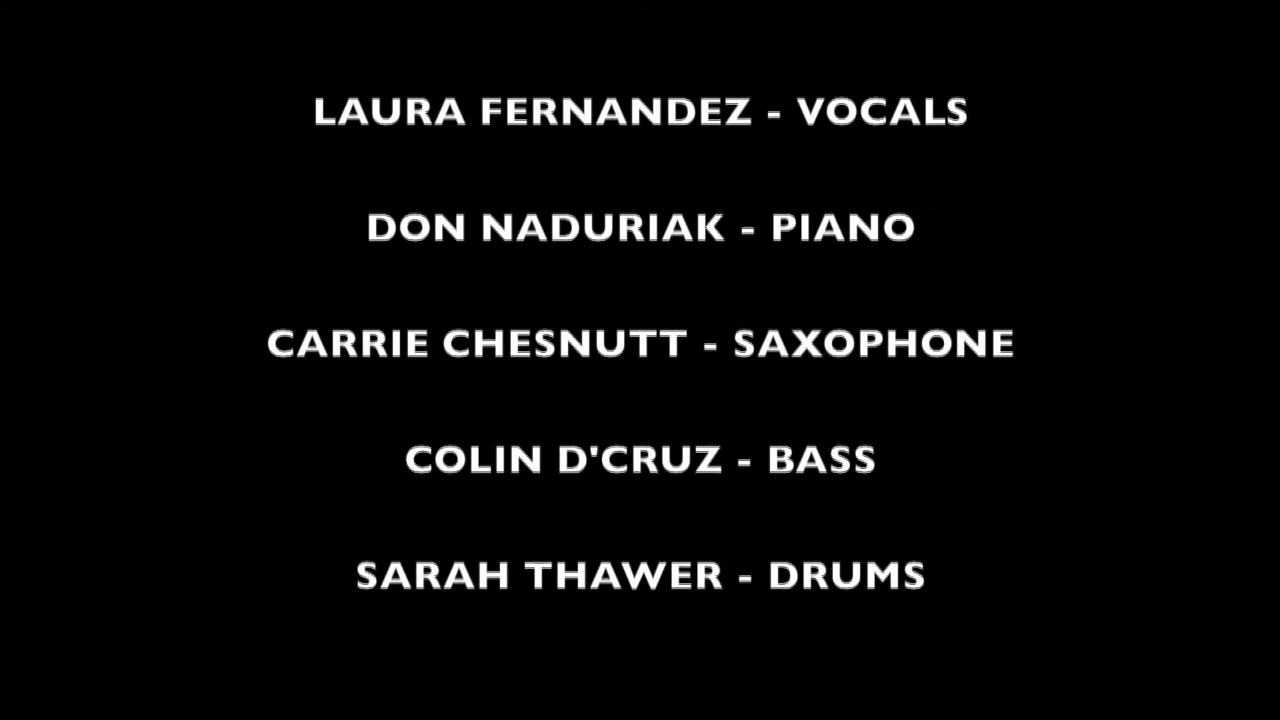 LAURA FERNANDEZ - VOCALS
DON NADURIAK - PIANO
CARRIE CHESNUTT - SAXOPHONE
COLIN D'CRUZ - BASS
SARAH THAWER - DRUMS